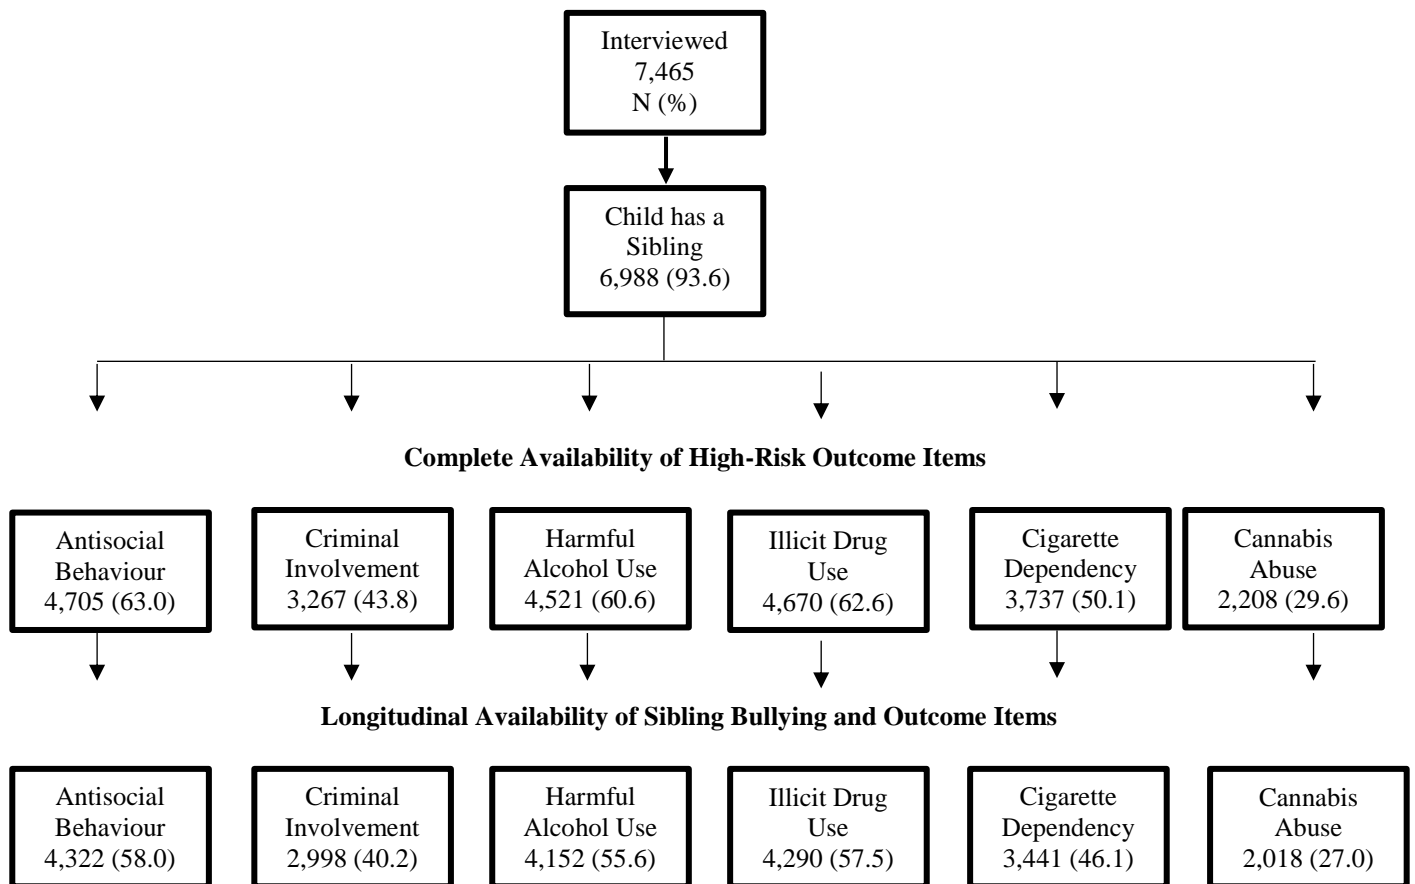 Interviewed
7,465
N (%)
Child has a
Sibling
6,988 (93.6)
Complete Availability of High-Risk Outcome Items
Antisocial
Behaviour
4,705 (63.0)
Criminal
Involvement
3,267 (43.8)
Harmful
Alcohol Use
4,521 (60.6)
Illicit Drug
Use
4,670 (62.6)
Cigarette
Dependency
3,737 (50.1)
Cannabis
Abuse
2,208 (29.6)
Longitudinal Availability of Sibling Bullying and Outcome Items
Antisocial
Behaviour
4,322 (58.0)
Criminal
Involvement
2,998 (40.2)
Harmful
Alcohol Use
4,152 (55.6)
Illicit Drug
Use
4,290 (57.5)
Cigarette
Dependency
3,441 (46.1)
Cannabis
Abuse
2,018 (27.0)